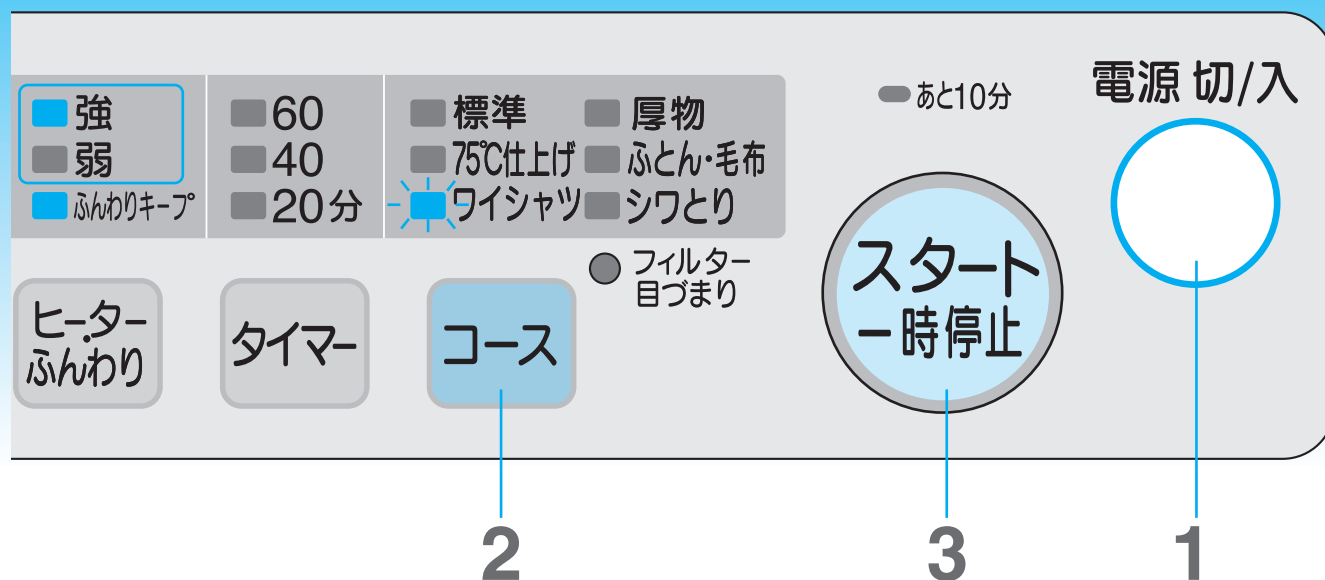 強
弱
ふんわりキープ
60
40
20分
標準
75℃仕上げ
ワイシャツ
厚物
ふとん・毛布
シワとり
あと10分
電源 切/入
フィルター
目づまり
ヒーター
ふんわり
タイマー
コース
スタート
一時停止
2
3
1